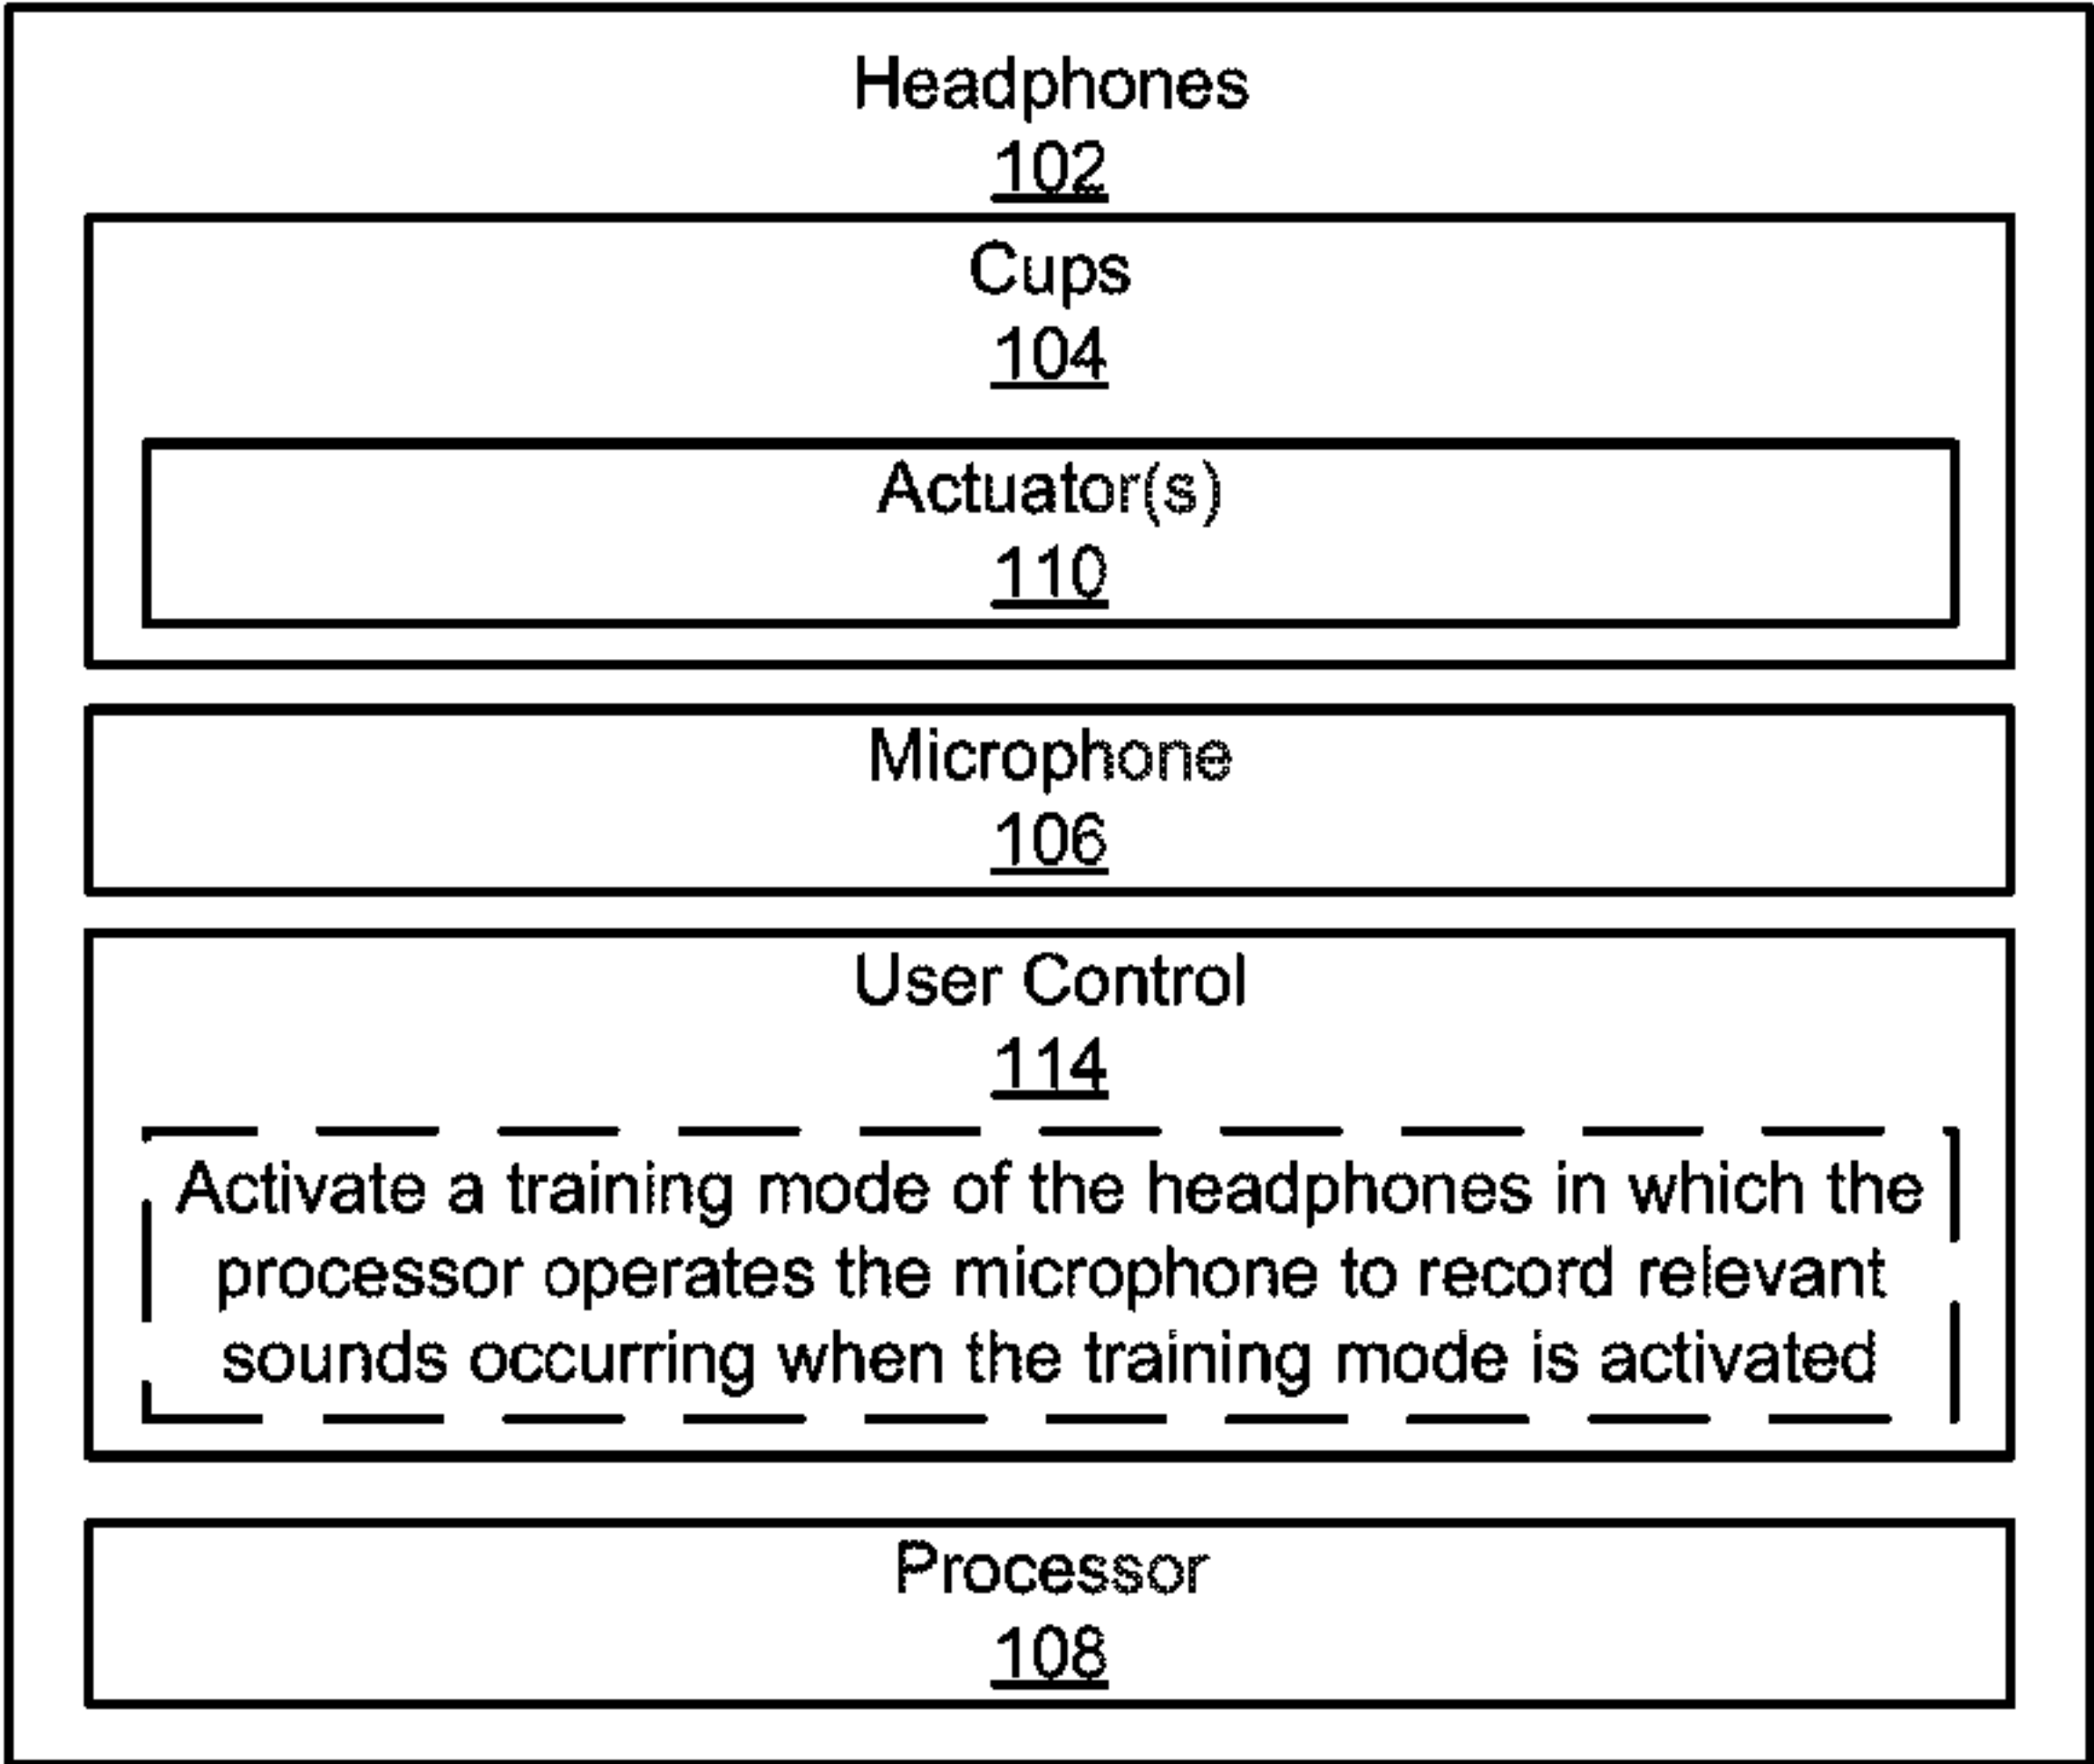 Headphones
102
Cups
104
Actuator(s)
110
Microphone
106
User Control
114
Activate a training mode of the headphones in which the
processor operates the microphone to record relevant
sounds occurring when the training mode is activated
Processor
108